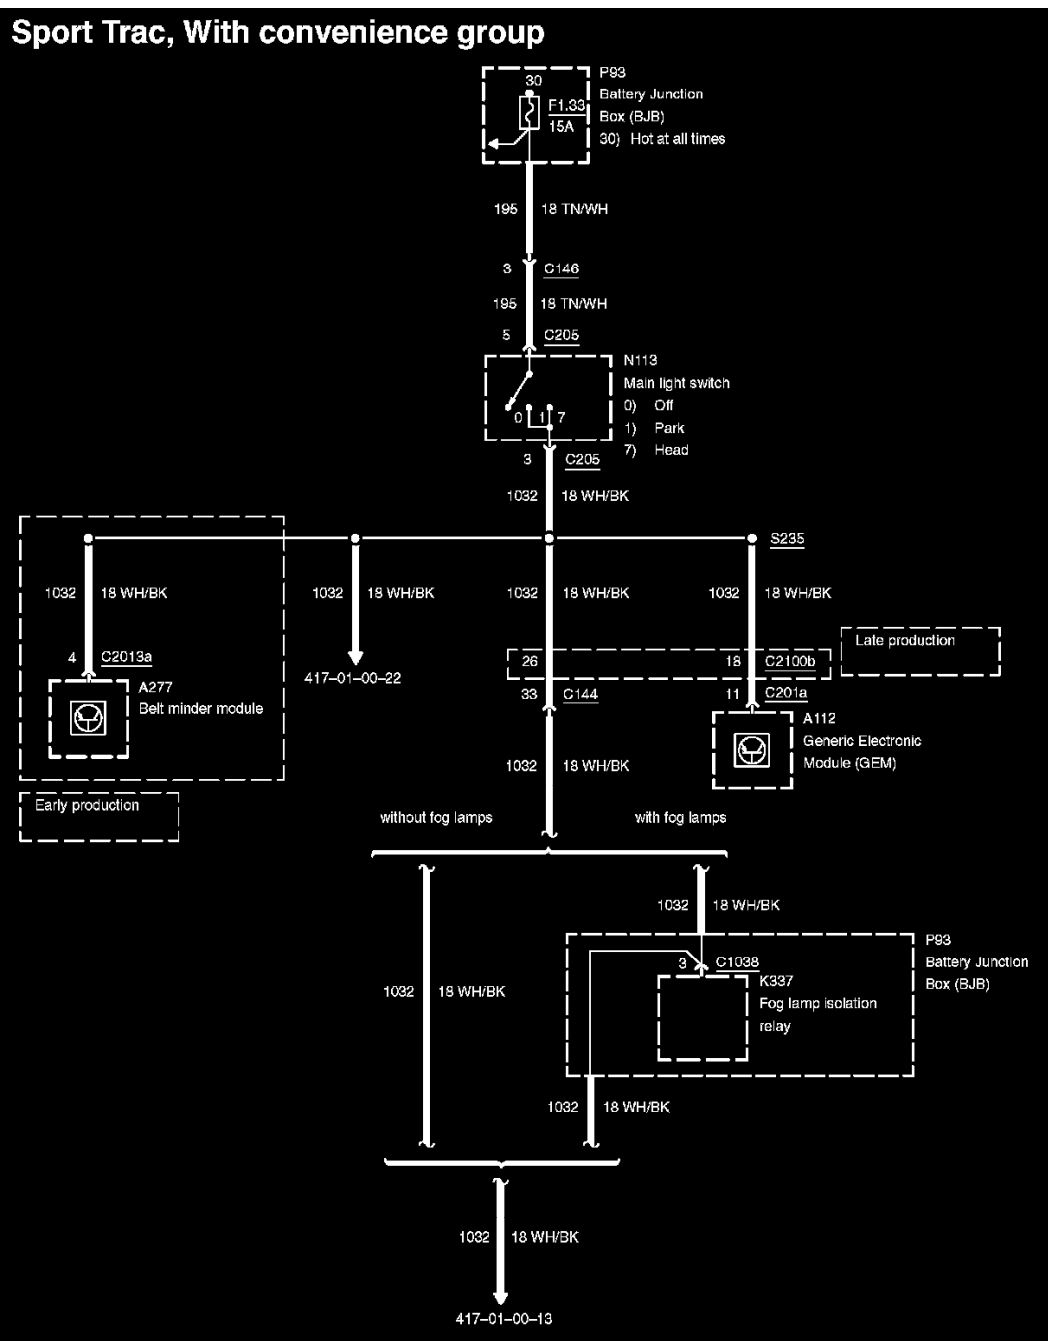 Sport Trac, With convenience group
30
F1.33
15A
P93
Battery Junction
Box (BJB)
30) Hot at all times
195 18 TN/WH
3 C146
195 18 TN/WH
5 C205
N113
Main light switch
0) Off
1) Park
7) Head
0 1 7
3 C205
1032 18 WH/BK
S235
1032 18 WH/BK
1032 18 WH/BK
1032 18 WH/BK
1032 18 WH/BK
Late production
4 C2013a
26
18 C2100b
417–01–00–22
A277
Belt minder module
33 C144
11 C201a
A112
Generic Electronic
Module (GEM)
1032 18 WH/BK
Early production
without fog lamps
with fog lamps
1032 18 WH/BK
P93
Battery Junction
Box (BJB)
3 C1038
K337
Fog lamp isolation
relay
1032 18 WH/BK
1032 18 WH/BK
1032 18 WH/BK
417–01–00–13